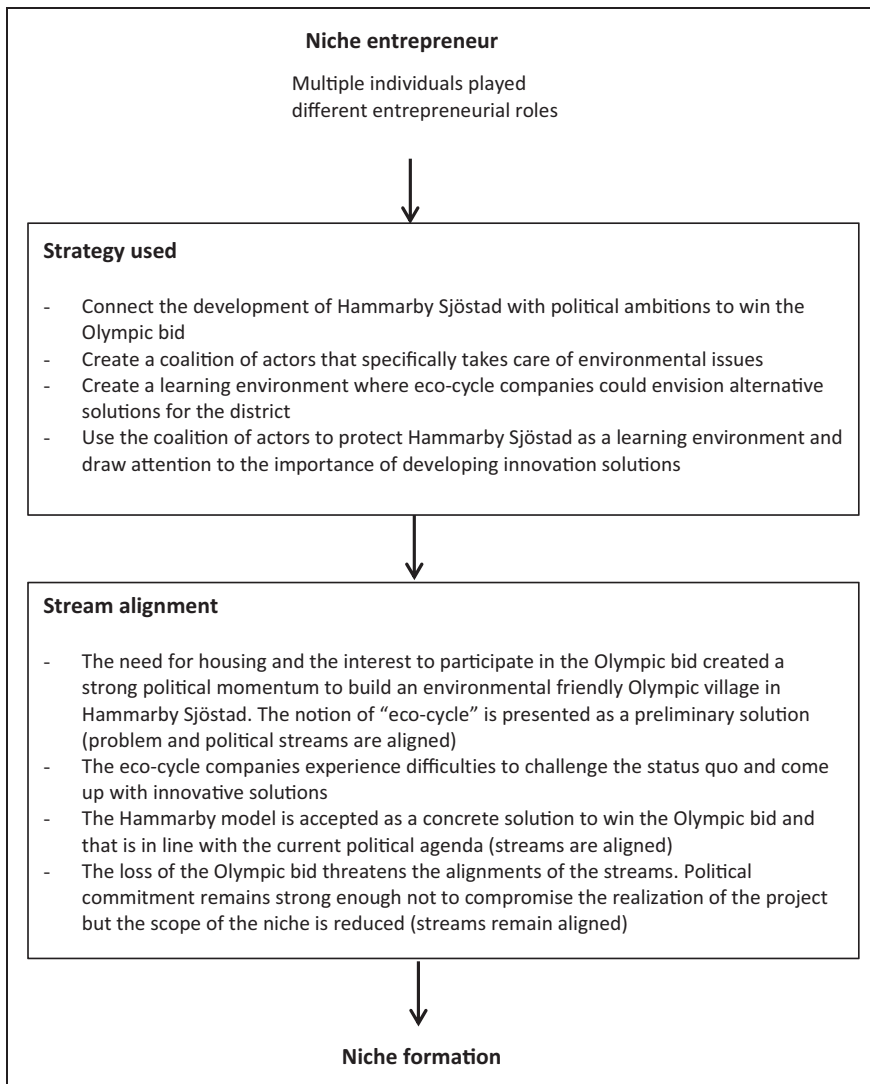 Niche entrepreneur
Multiple individuals played
different entrepreneurial roles
Strategy used
- Connect the development of Hammarby Sjöstad with political ambitions to win the
Olympic bid
- Create a coalition of actors that specifically takes care of environmental issues
- Create a learning environment where eco-cycle companies could envision alternative
solutions for the district
- Use the coalition of actors to protect Hammarby Sjöstad as a learning environment and
draw attention to the importance of developing innovation solutions
Stream alignment
- The need for housing and the interest to participate in the Olympic bid created a
strong political momentum to build an environmental friendly Olympic village in
Hammarby Sjöstad. The notion of “eco-cycle” is presented as a preliminary solution
(problem and political streams are aligned)
- The eco-cycle companies experience difficulties to challenge the status quo and come
up with innovative solutions
- The Hammarby model is accepted as a concrete solution to win the Olympic bid and
that is in line with the current political agenda (streams are aligned)
- The loss of the Olympic bid threatens the alignments of the streams. Political
commitment remains strong enough not to compromise the realization of the project
but the scope of the niche is reduced (streams remain aligned)
Niche formation